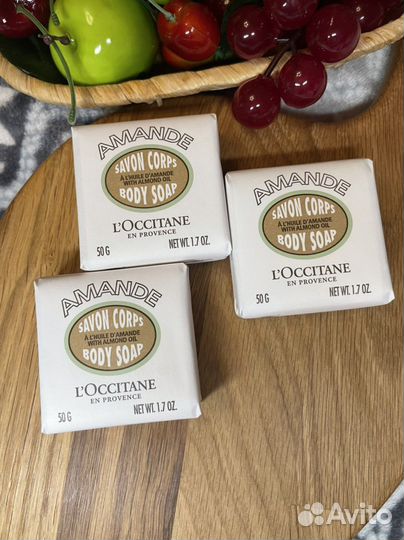 AMANDE
SAVON CORPS
À L'HUILE D'AMANDE
WITH ALMOND OIL
BODY SOAP
L'OCCITANE
EN PROVENCE
50 G NET WT. 1.7 OZ.
AMANDE
SAVON CORPS
À L'HUILE D'AMANDE
WITH ALMOND OIL
BODY SOAP
L'OCCITANE
EN PROVENCE
50 G NET WT. 1.7 OZ.
AMANDE
SAVON CORPS
À L'HUILE D'AMANDE
WITH ALMOND OIL
BODY SOAP
L'OCCITANE
EN PROVENCE
50 G NET WT. 1.7 OZ.
Avito